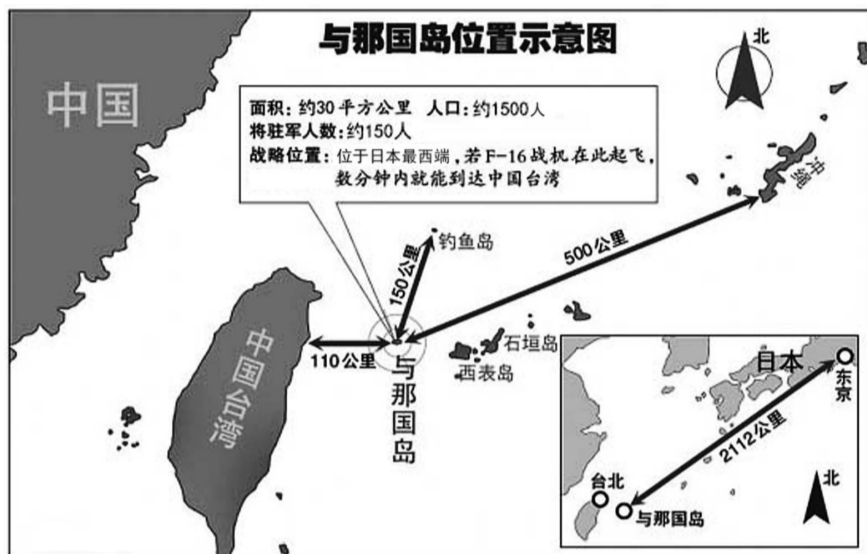 与那国岛位置示意图
北
中国
面积：约30平方公里 人口：约1500人
将驻军人数：约150人
战略位置：位于日本最西端，若F-16战机在此起飞，
数分钟内就能到达中国台湾
冲绳
钓鱼岛
150公里
500公里
110公里
中国台湾
与那国岛
西表岛
石垣岛
日本
东京
2112公里
台北
与那国岛
北